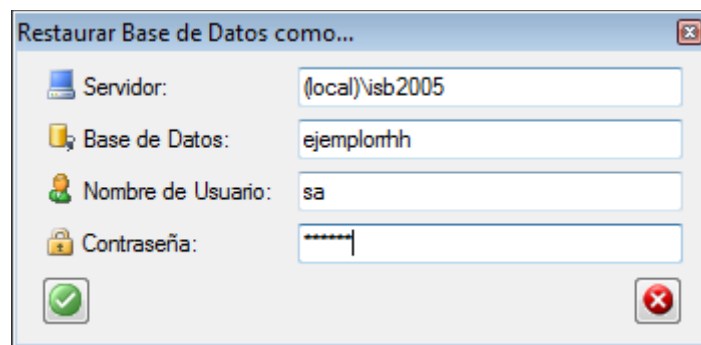 Restaurar Base de Datos como...
Servidor: (local)\isb2005
Base de Datos: ejemplorrhh
Nombre de Usuario: sa
Contraseña: ******